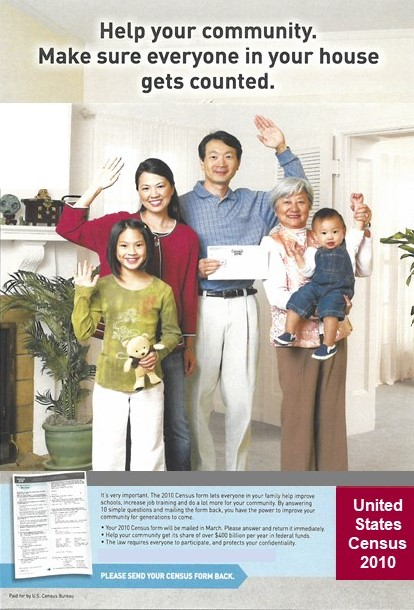 Help your community.
Make sure everyone in your house
gets counted.
It's very important. The 2010 Census form lets everyone in your family help improve
schools, increase job training and do a lot more for your community. By answering
10 simple questions and mailing the form back, you have the power to improve your
community for generations to come.
• Your 2010 Census form will be mailed in March. Please answer and return it immediately.
• Help your community get its share of over $400 billion per year in federal funds.
• The law requires everyone to participate, and protects your confidentiality.
PLEASE SEND YOUR CENSUS FORM BACK.
United
States
Census
2010
Paid for by U.S. Census Bureau